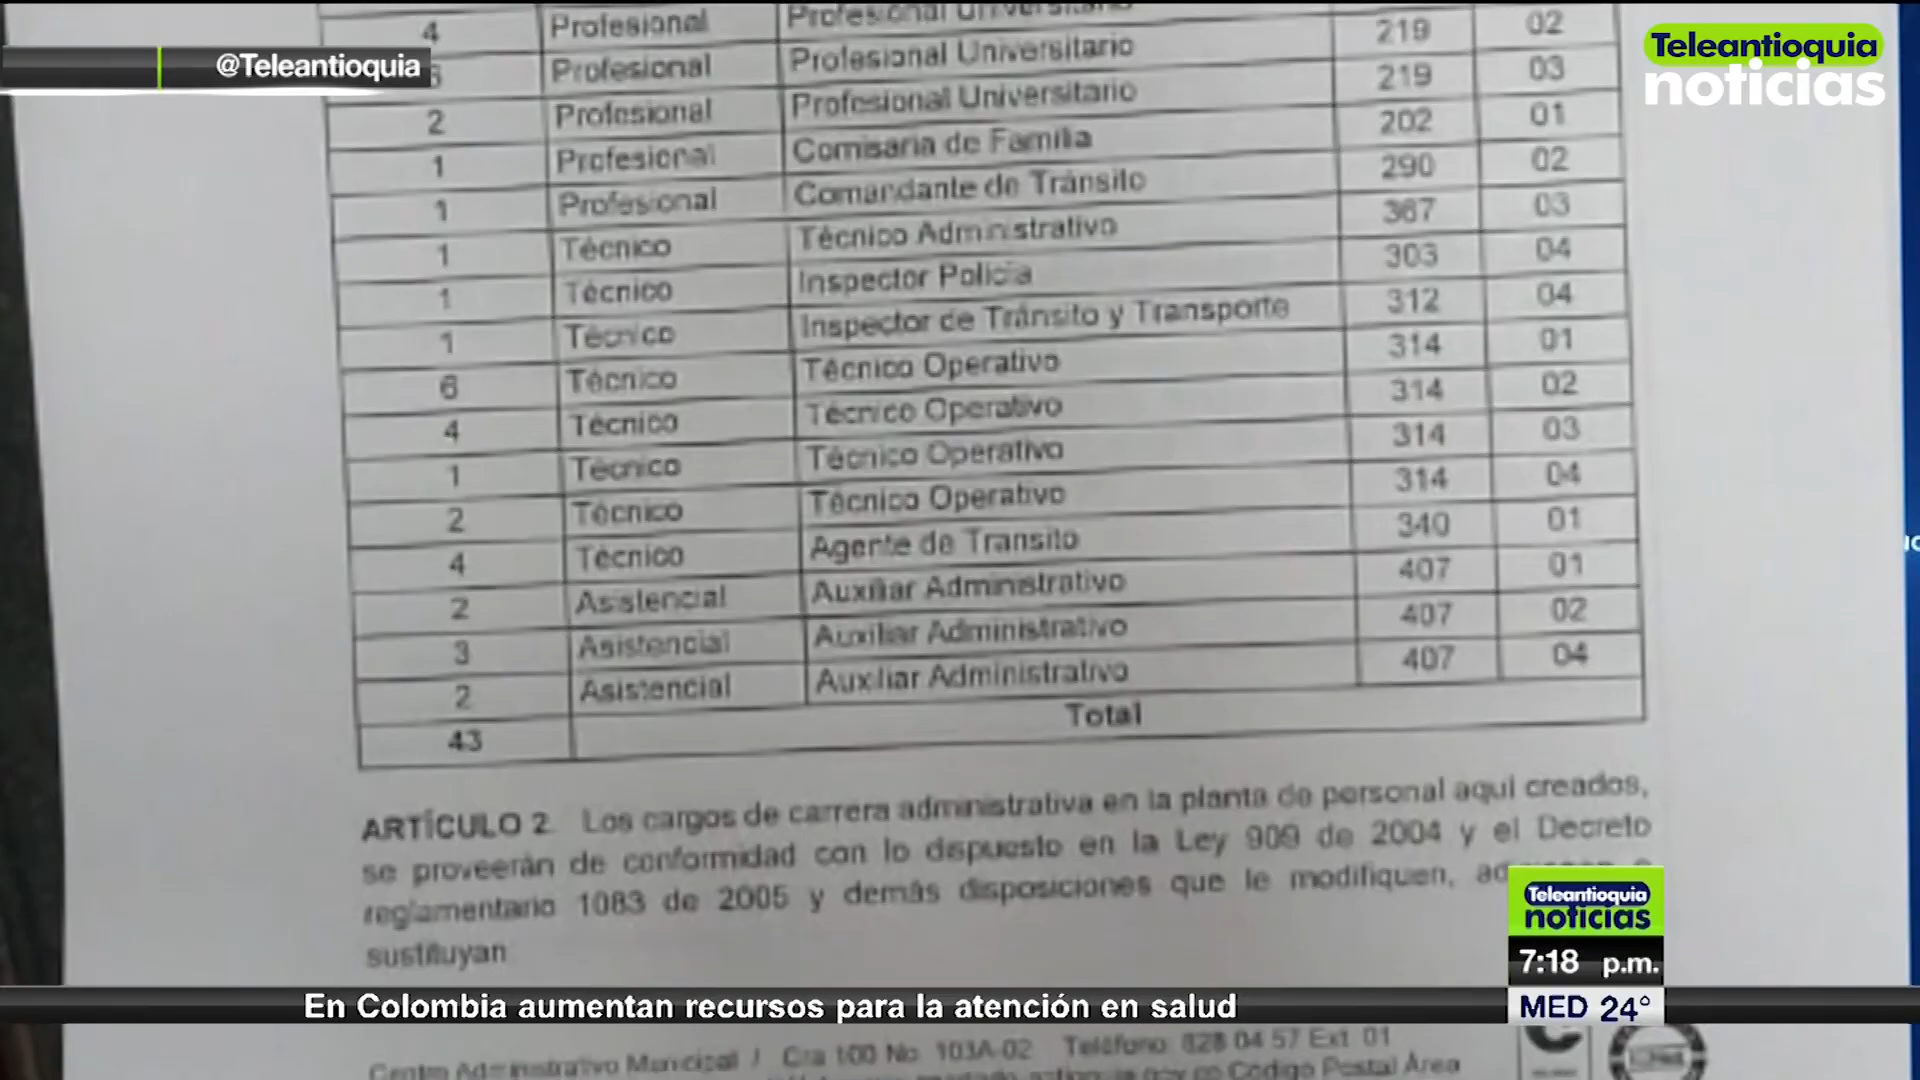 @Teleantioquia
Teleantioquia
noticias
4 Profesional Profesional Universitario 219 02
Profesional Profesional Universitario 219 03
2 Profesional Profesional Universitario 202 01
1 Profesional Comisaria de Familia 290 02
1 Profesional Comandante de Tránsito 367 03
1 Técnico Técnico Administrativo 303 04
1 Técnico Inspector Policía 312 04
1 Técnico Inspector de Tránsito y Transporte 314 01
6 Técnico Técnico Operativo 314 02
4 Técnico Técnico Operativo 314 03
1 Técnico Técnico Operativo 314 04
2 Técnico Técnico Operativo 340 01
4 Técnico Agente de Transito 407 01
2 Asistencial Auxiliar Administrativo 407 02
3 Asistencial Auxiliar Administrativo 407 04
2 Asistencial Auxiliar Administrativo
43 Total
ARTÍCULO 2. Los cargos de carrera administrativa en la planta de personal aquí creados,
se proveerán de conformidad con lo dispuesto en la Ley 909 de 2004 y el Decreto
reglamentario 1083 de 2005 y demás disposiciones que le modifiquen,
sustituyan
Teleantioquia
noticias
7:18 p.m.
MED 24°
En Colombia aumentan recursos para la atención en salud
Centro Administrativo Municipal / Cra 100 No. 103A-02 Teléfono: 828 04 57 Ext 01
Código Postal Área